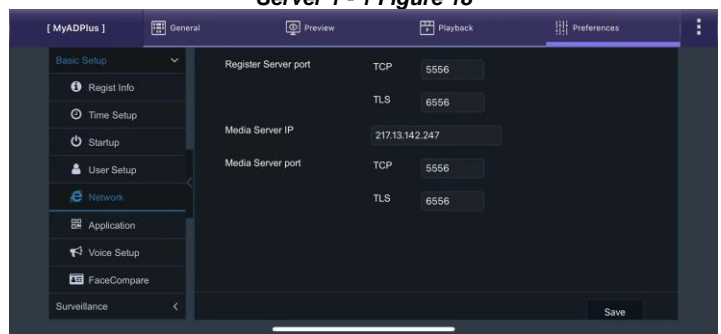 Server 1 - 1 Figure 18
[ MyADPlus ] General Preview Playback Preferences
Basic Setup
Regist Info
Time Setup
Startup
User Setup
Network
Application
Voice Setup
FaceCompare
Surveillance
Register Server port TCP 5556
TLS 6556
Media Server IP 217.13.142.247
Media Server port TCP 5556
TLS 6556
Save